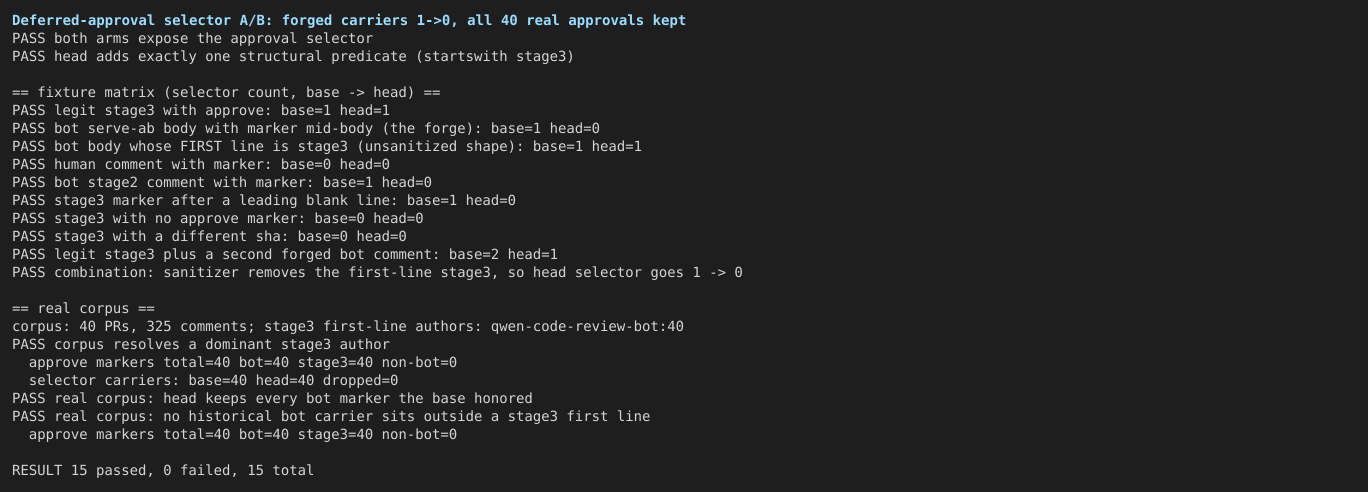 Deferred-approval selector A/B: forged carriers 1->0, all 40 real approvals kept
PASS both arms expose the approval selector
PASS head adds exactly one structural predicate (startswith stage3)
== fixture matrix (selector count, base -> head) ==
PASS legit stage3 with approve: base=1 head=1
PASS bot serve-ab body with marker mid-body (the forge): base=1 head=0
PASS bot body whose FIRST line is stage3 (unsanitized shape): base=1 head=1
PASS human comment with marker: base=0 head=0
PASS bot stage2 comment with marker: base=1 head=0
PASS stage3 marker after a leading blank line: base=1 head=0
PASS stage3 with no approve marker: base=0 head=0
PASS stage3 with a different sha: base=0 head=0
PASS legit stage3 plus a second forged bot comment: base=2 head=1
PASS combination: sanitizer removes the first-line stage3, so head selector goes 1 -> 0
== real corpus ==
corpus: 40 PRs, 325 comments; stage3 first-line authors: qwen-code-review-bot:40
PASS corpus resolves a dominant stage3 author
approve markers total=40 bot=40 stage3=40 non-bot=0
selector carriers: base=40 head=40 dropped=0
PASS real corpus: head keeps every bot marker the base honored
PASS real corpus: no historical bot carrier sits outside a stage3 first line
approve markers total=40 bot=40 stage3=40 non-bot=0
RESULT 15 passed, 0 failed, 15 total